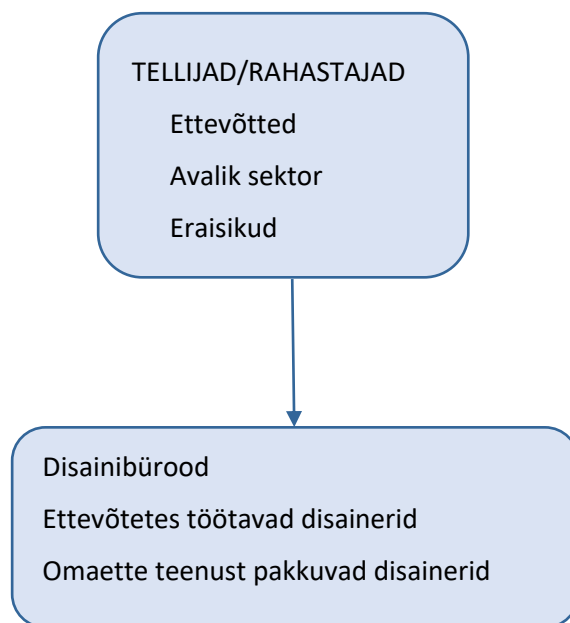 TELLIJAD/RAHASTAJAD
Ettevõtted
Avalik sektor
Eraisikud
Disainibürood
Ettevõtetes töötavad disainerid
Omaette teenust pakkuvad disainerid